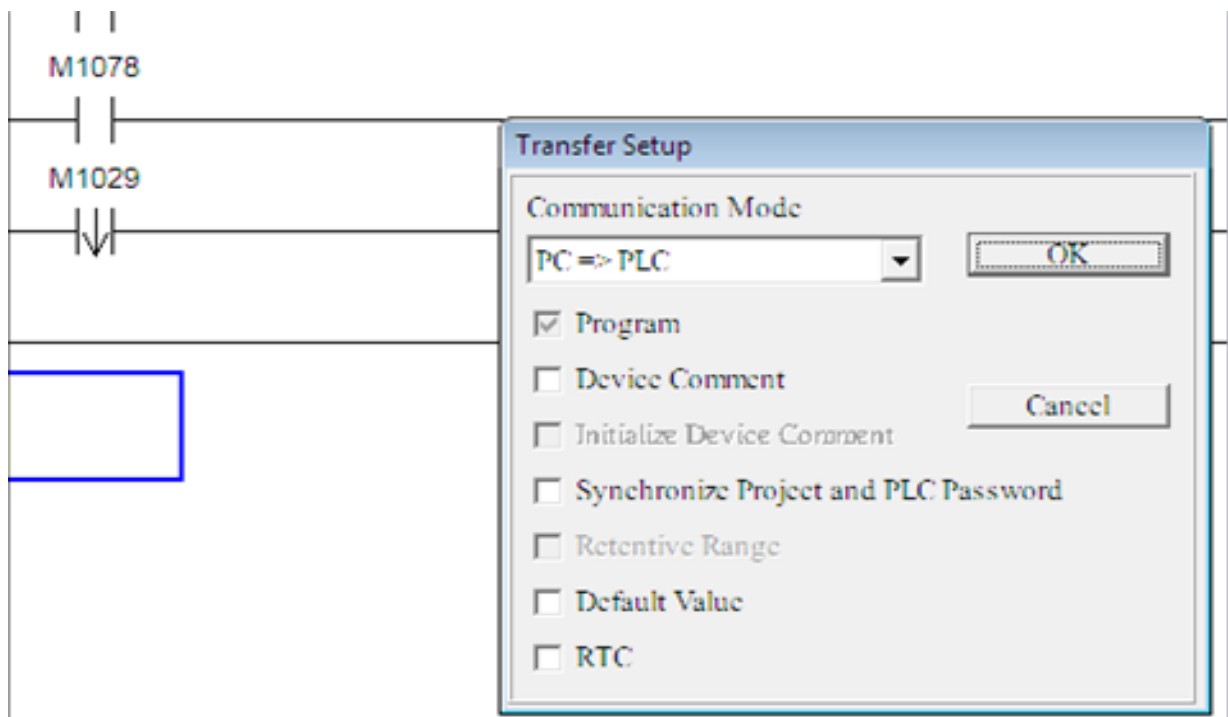 M1078
M1029
Transfer Setup
Communication Mode
PC => PLC
OK
Program
Device Comment
Cancel
Initialize Device Comment
Synchronize Project and PLC Password
Retentive Range
Default Value
RTC